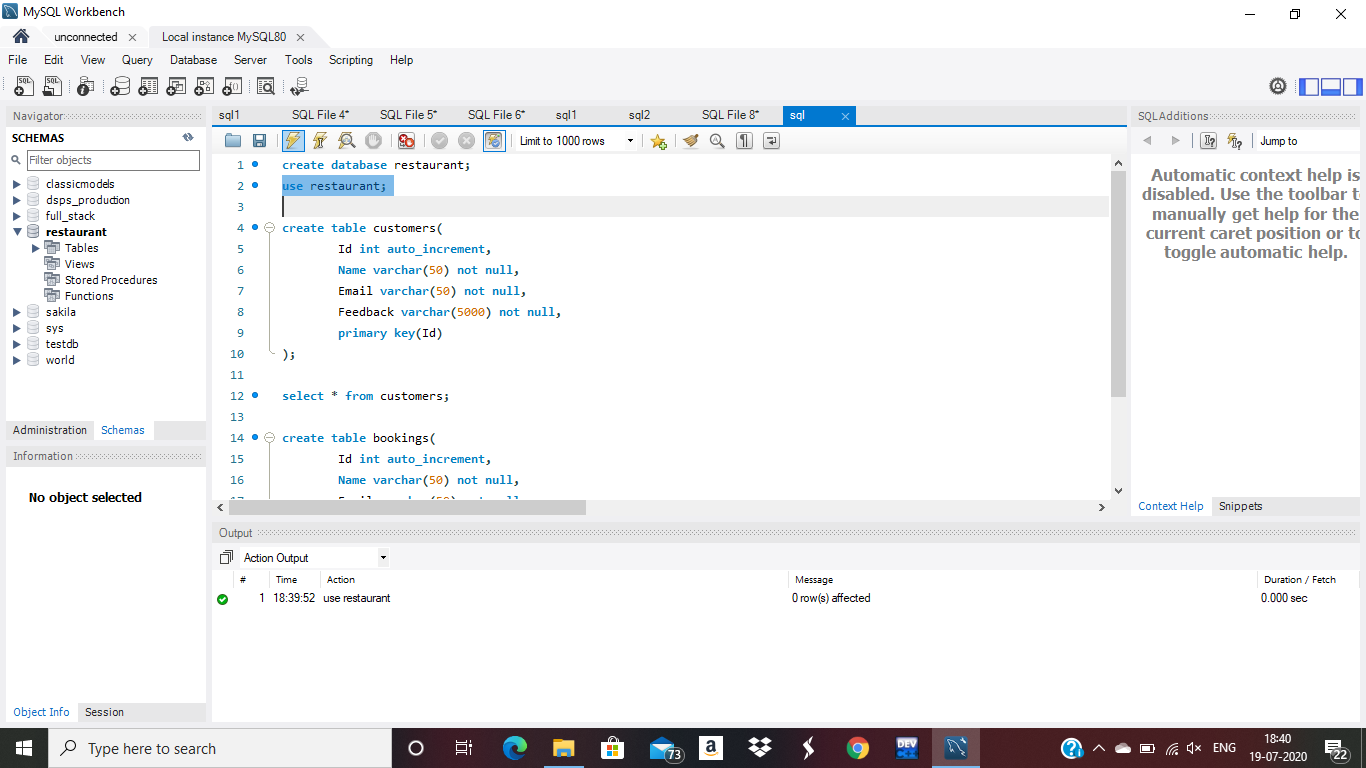 MySQL Workbench
unconnected
Local instance MySQL80
File Edit View Query Database Server Tools Scripting Help
Navigator
SCHEMAS
Filter objects
classicmodels
dsps_production
full_stack
restaurant
Tables
Views
Stored Procedures
Functions
sakila
sys
testdb
world
Administration Schemas
Information
No object selected
Object Info Session
sql1 SQL File 4* SQL File 5* SQL File 6* sql1 sql2 SQL File 8* sql
Limit to 1000 rows
1 create database restaurant;
2 use restaurant;
3
4 create table customers(
5 Id int auto_increment,
6 Name varchar(50) not null,
7 Email varchar(50) not null,
8 Feedback varchar(5000) not null,
9 primary key(Id)
10 );
11
12 select * from customers;
13
14 create table bookings(
15 Id int auto_increment,
16 Name varchar(50) not null,
SQLAdditions
Jump to
Automatic context help is
disabled. Use the toolbar t
manually get help for the
current caret position or to
toggle automatic help.
Context Help Snippets
Output
Action Output
# Time Action Message Duration / Fetch
1 18:39:52 use restaurant 0 row(s) affected 0.000 sec
Type here to search
73
a
DEV
C++
ENG
18:40
19-07-2020
22